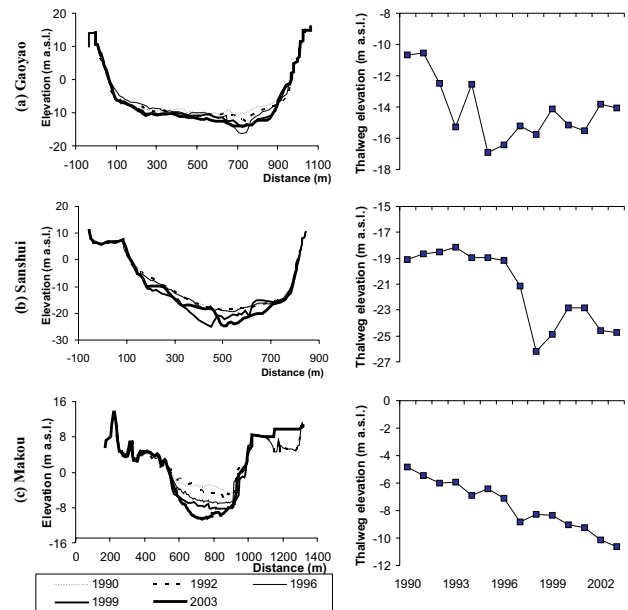 (a) Gaoyao
Elevation (m a.s.l.)
20
10
0
-10
-20
-100 100 300 500 700 900 1100
Distance (m)
Thalweg elevation (m a.s.l.)
-8
-10
-12
-14
-16
-18
(b) Sanshui
Elevation (m a.s.l.)
20
10
0
-10
-20
-30
-100 100 300 500 700 900
Distance (m)
Thalweg elevation (m a.s.l.)
-15
-17
-19
-21
-23
-25
-27
(c) Makou
Elevation (m a.s.l.)
16
8
0
-8
-16
0 200 400 600 800 1000 1200 1400
Distance (m)
Thalweg elevation (m a.s.l.)
0
-2
-4
-6
-8
-10
-12
1990 1993 1996 1999 2002
1990 1992 1996
1999 2003